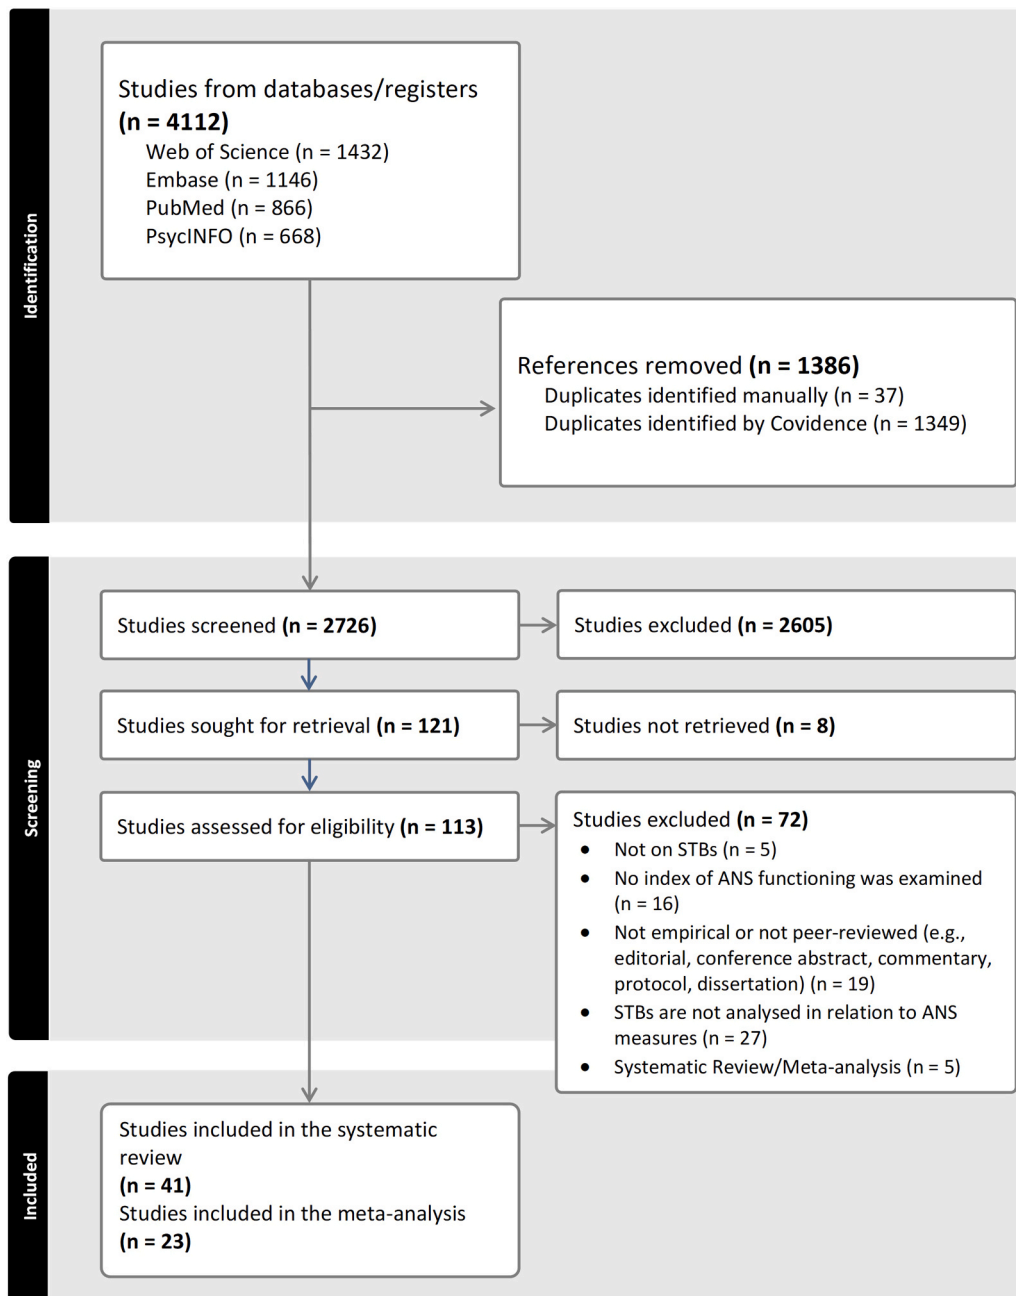 Identification
Studies from databases/registers
(n = 4112)
Web of Science (n = 1432)
Embase (n = 1146)
PubMed (n = 866)
PsycINFO (n = 668)
References removed (n = 1386)
Duplicates identified manually (n = 37)
Duplicates identified by Covidence (n = 1349)
Screening
Studies screened (n = 2726)
Studies excluded (n = 2605)
Studies sought for retrieval (n = 121)
Studies not retrieved (n = 8)
Studies assessed for eligibility (n = 113)
Studies excluded (n = 72)
• Not on STBs (n = 5)
• No index of ANS functioning was examined
(n = 16)
• Not empirical or not peer-reviewed (e.g.,
editorial, conference abstract, commentary,
protocol, dissertation) (n = 19)
• STBs are not analysed in relation to ANS
measures (n = 27)
• Systematic Review/Meta-analysis (n = 5)
Included
Studies included in the systematic
review
(n = 41)
Studies included in the meta-analysis
(n = 23)